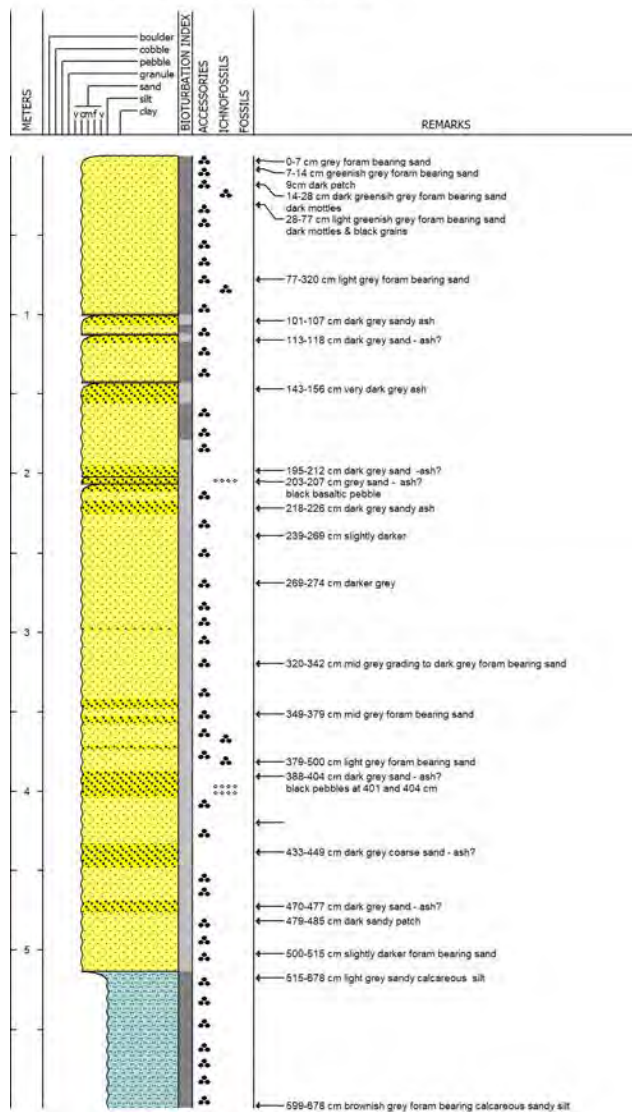 boulder
cobble
pebble
granule
sand
silt
v cm f v
clay
METERS
BIOTURBATION INDEX
ACCESSORIES
ICHNOFOSSILS
FOSSILS
REMARKS
0-7 cm grey foram bearing sand
7-14 cm greenish grey foram bearing sand
9cm dark patch
14-28 cm dark greensih grey foram bearing sand
dark mottles
28-77 cm light greenish grey foram bearing sand
dark mottles & black grains
77-320 cm light grey foram bearing sand
1
101-107 cm dark grey sandy ash
113-118 cm dark grey sand - ash?
143-156 cm very dark grey ash
2
195-212 cm dark grey sand -ash?
203-207 cm grey sand - ash?
black basaltic pebble
218-226 cm dark grey sandy ash
239-269 cm slightly darker
269-274 cm darker grey
3
320-342 cm mid grey grading to dark grey foram bearing sand
349-379 cm mid grey foram bearing sand
379-500 cm light grey foram bearing sand
388-404 cm dark grey sand - ash?
4
black pebbles at 401 and 404 cm
433-449 cm dark grey coarse sand - ash?
470-477 cm dark grey sand - ash?
479-485 cm dark sandy patch
5
500-515 cm slightly darker foram bearing sand
515-678 cm light grey sandy calcareous silt
599-678 cm brownish grey foram bearing calcareous sandy silt